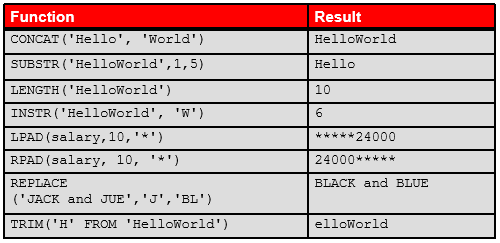 Function Result
CONCAT('Hello', 'World') HelloWorld
SUBSTR('HelloWorld',1,5) Hello
LENGTH('HelloWorld') 10
INSTR('HelloWorld', 'W') 6
LPAD(salary,10,'*') *****24000
RPAD(salary, 10, '*') 24000*****
REPLACE BLACK and BLUE
('JACK and JUE','J','BL')
TRIM('H' FROM 'HelloWorld') elloWorld